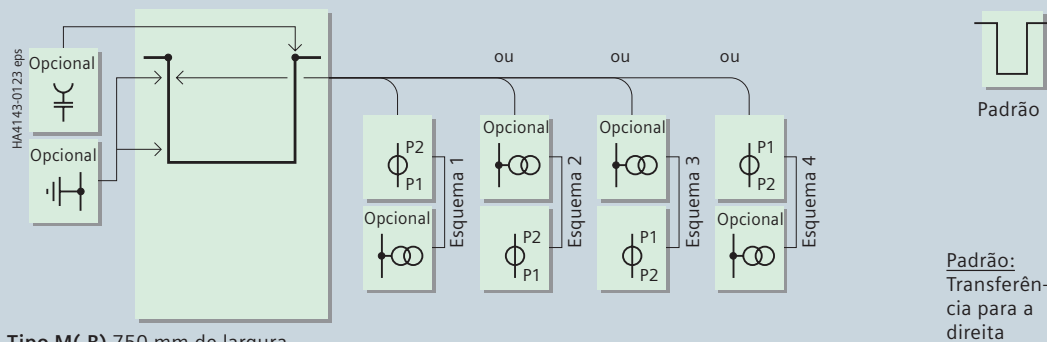 HA4143-0123 eps
Opcional
Opcional
ou
ou
ou
P2
P1
Opcional
Esquema 1
Opcional
P2
P1
Esquema 2
Opcional
P1
P2
Esquema 3
P1
P2
Opcional
Esquema 4
Padrão
Padrão:
Transferên-
cia para a
direita
Tipo M(-B) 750 mm de largura